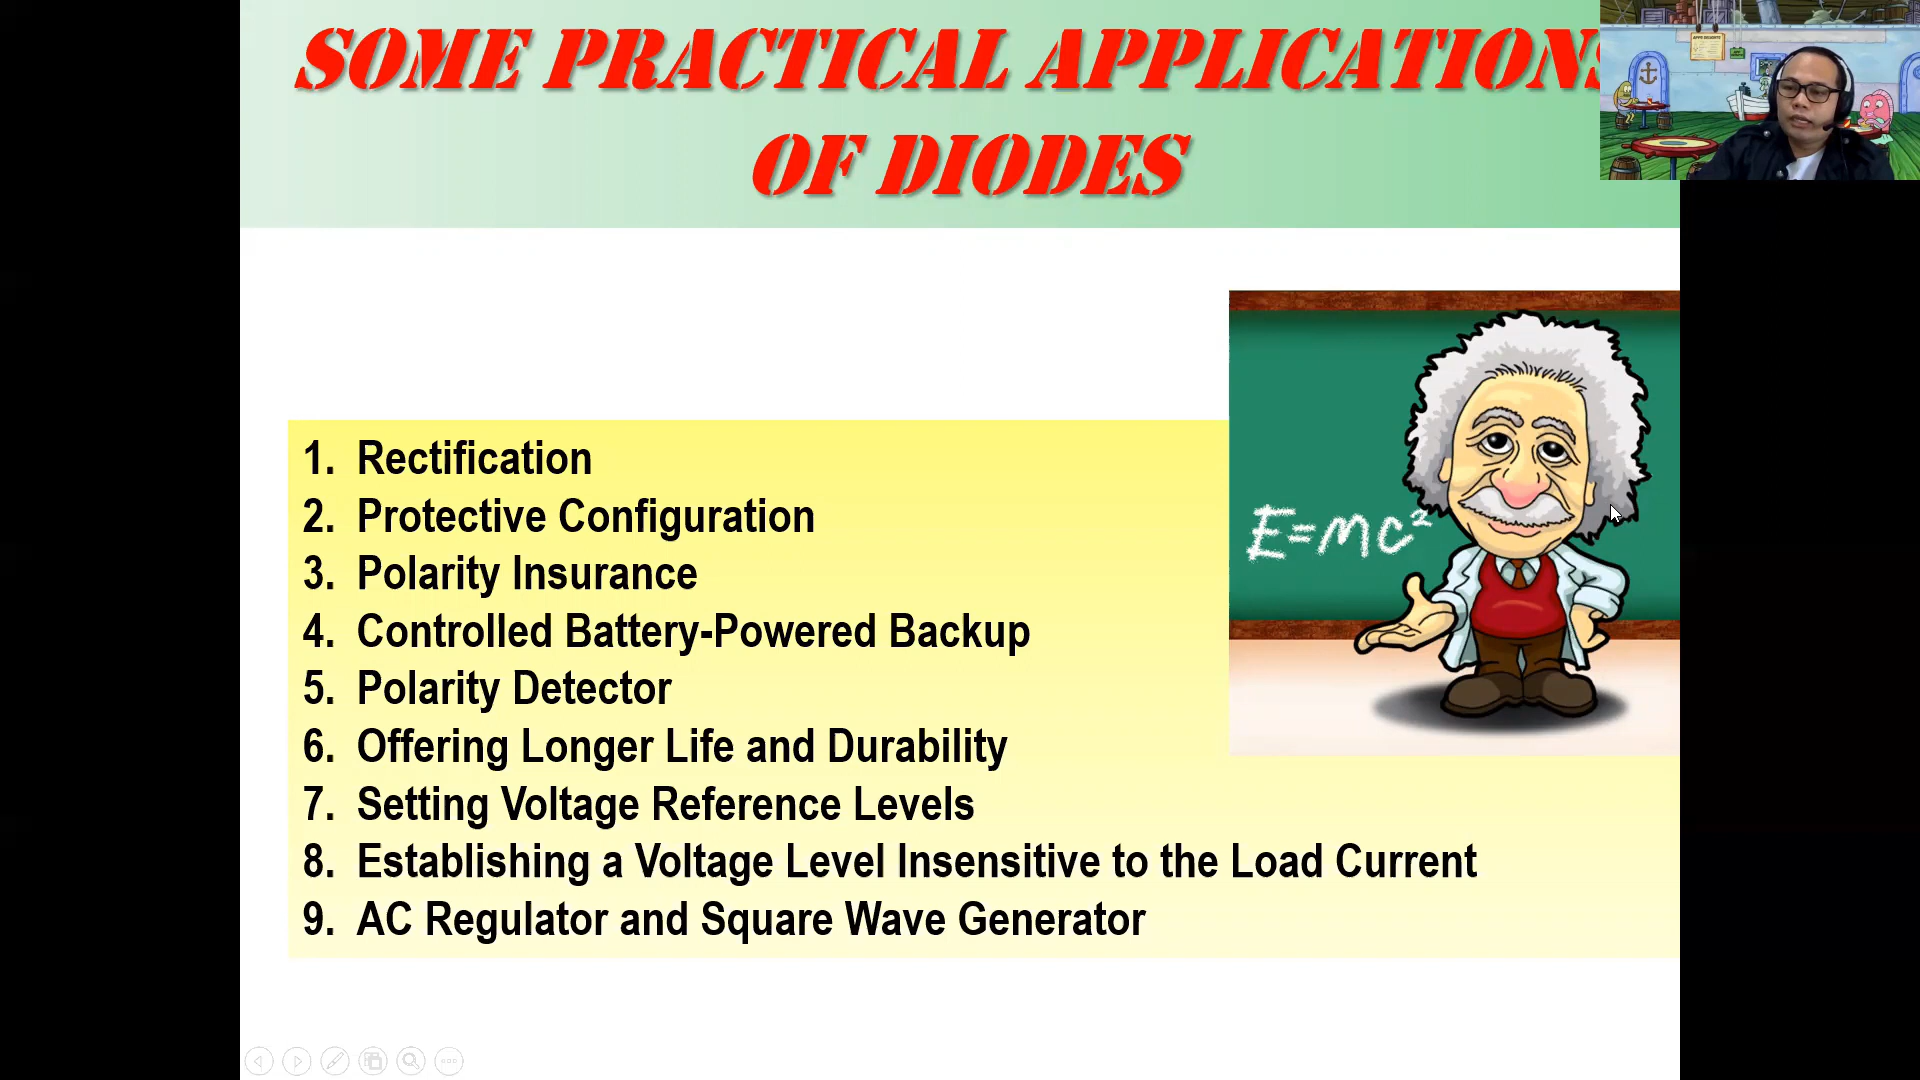 SOME PRACTICAL APPLICATIONS
OF DIODES
E=mc²
1. Rectification
2. Protective Configuration
3. Polarity Insurance
4. Controlled Battery-Powered Backup
5. Polarity Detector
6. Offering Longer Life and Durability
7. Setting Voltage Reference Levels
8. Establishing a Voltage Level Insensitive to the Load Current
9. AC Regulator and Square Wave Generator